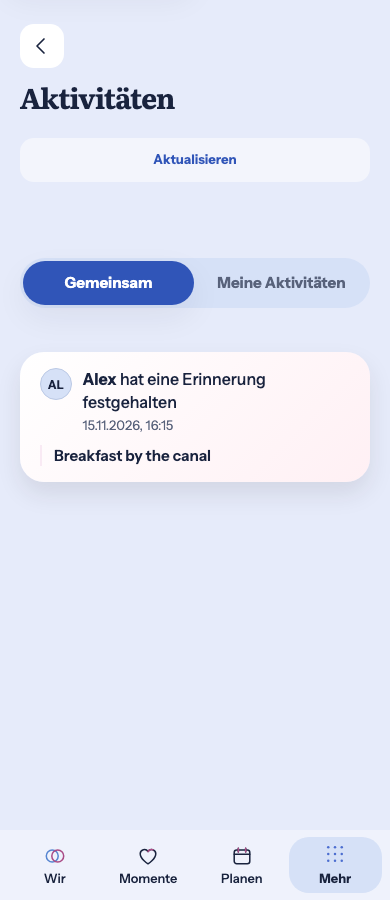 Aktivitäten
Aktualisieren
Gemeinsam
Meine Aktivitäten
AL
Alex hat eine Erinnerung
festgehalten
15.11.2026, 16:15
Breakfast by the canal
Wir
Momente
Planen
Mehr